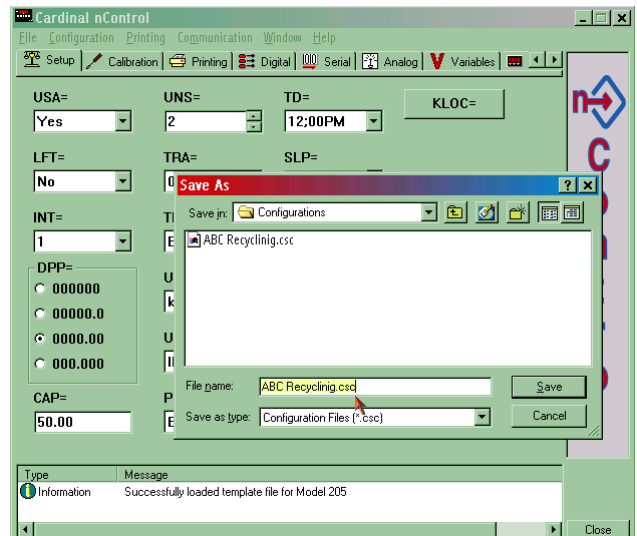 Cardinal nControl
File Configuration Printing Communication Window Help
Setup Calibration Printing Digital Serial Analog Variables
USA= UNS= TD= KLOC=
Yes 2 12;00PM
LFT= TRA= SLP=
No
Save As
Save in: Configurations
ABC Recyclinig.csc
INT=
1
DPP=
000000
00000.0
0000.00
000.000
File name: ABC Recyclinig.csc Save
Save as type: Configuration Files (*.csc) Cancel
CAP=
50.00
Type Message
Information Successfully loaded template file for Model 205
Close